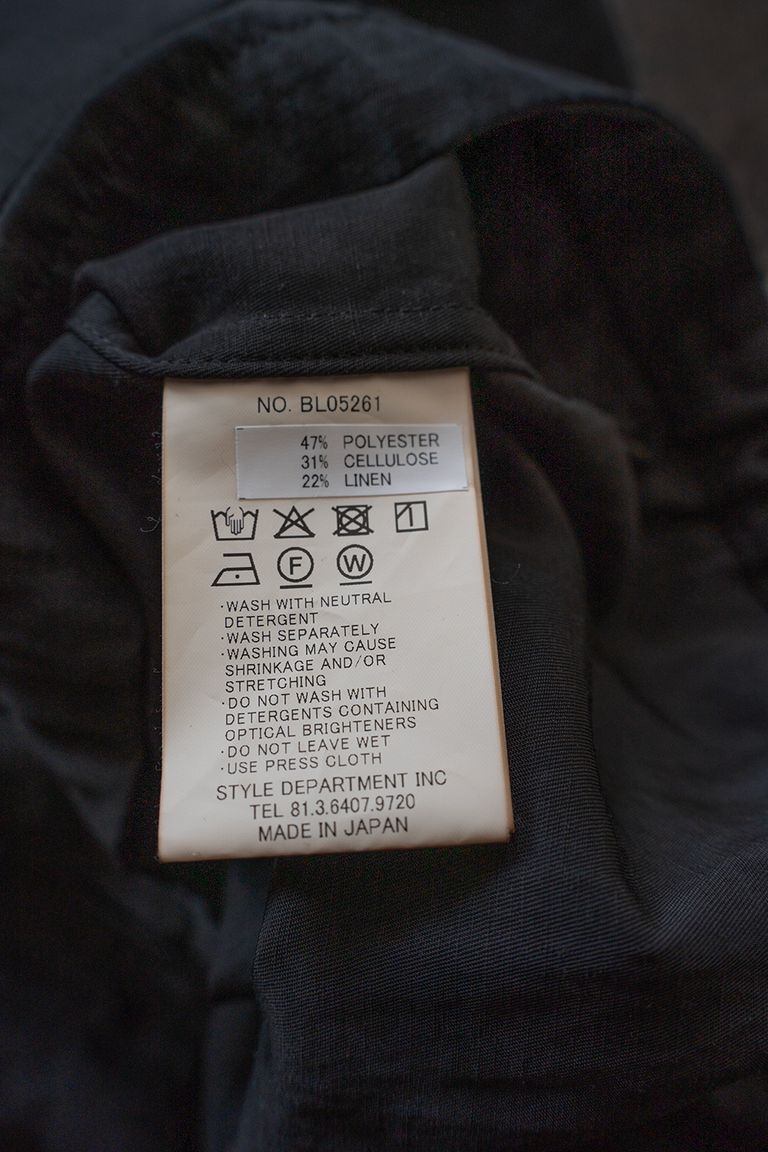 NO. BL05261
47% POLYESTER
31% CELLULOSE
22% LINEN
F W
·WASH WITH NEUTRAL
DETERGENT
·WASH SEPARATELY
·WASHING MAY CAUSE
SHRINKAGE AND/OR
STRETCHING
·DO NOT WASH WITH
DETERGENTS CONTAINING
OPTICAL BRIGHTENERS
·DO NOT LEAVE WET
·USE PRESS CLOTH
STYLE DEPARTMENT INC
TEL 81.3.6407.9720
MADE IN JAPAN